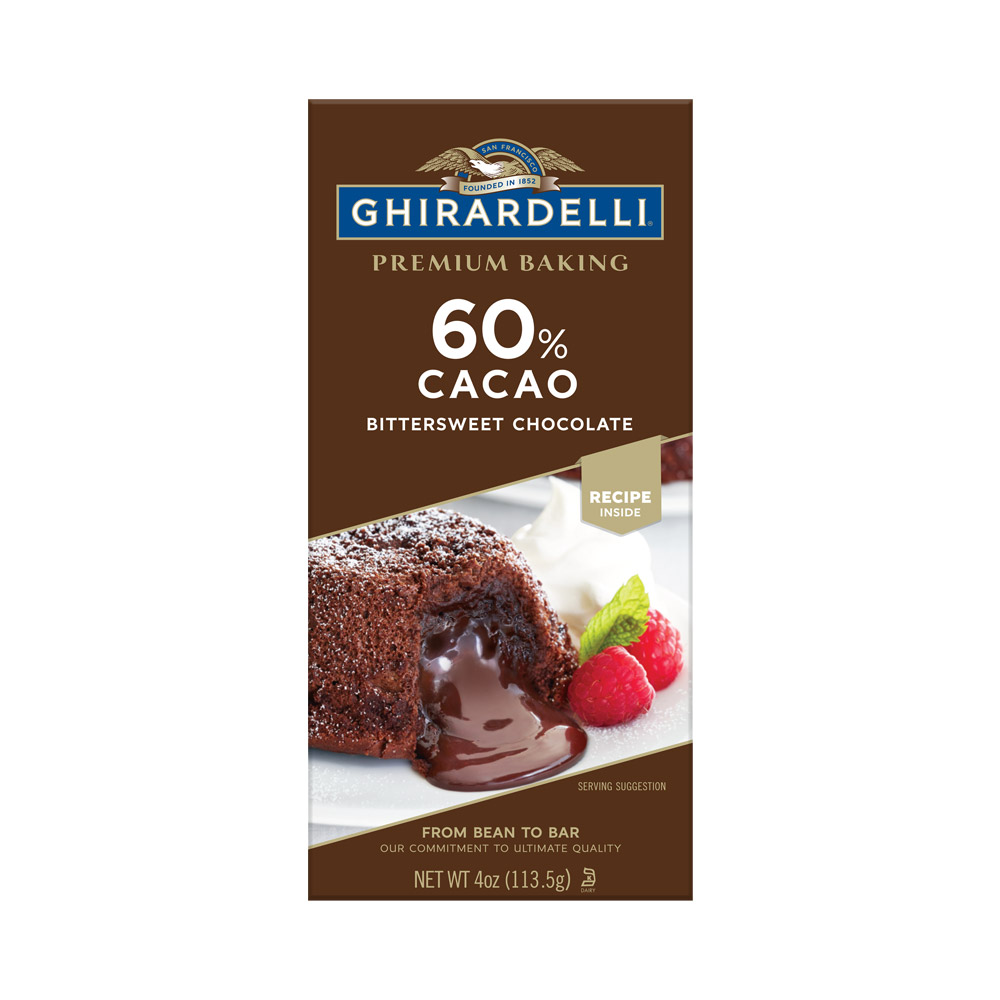 SAN FRANCISCO
FOUNDED IN 1852
GHIRARDELLI®
PREMIUM BAKING
60%
CACAO
BITTERSWEET CHOCOLATE
RECIPE
INSIDE
SERVING SUGGESTION
FROM BEAN TO BAR
OUR COMMITMENT TO ULTIMATE QUALITY
NET WT 4oz (113.5g)
DAIRY